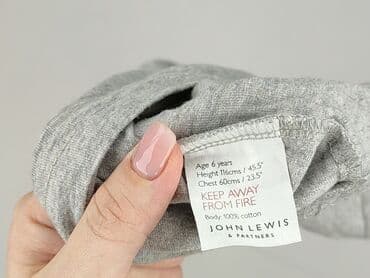 Age 6 years
Height 116cms / 45.5"
Chest 60cms / 23.5"
KEEP AWAY
FROM FIRE
Body: 100% cotton
JOHN LEWIS
& PARTNERS